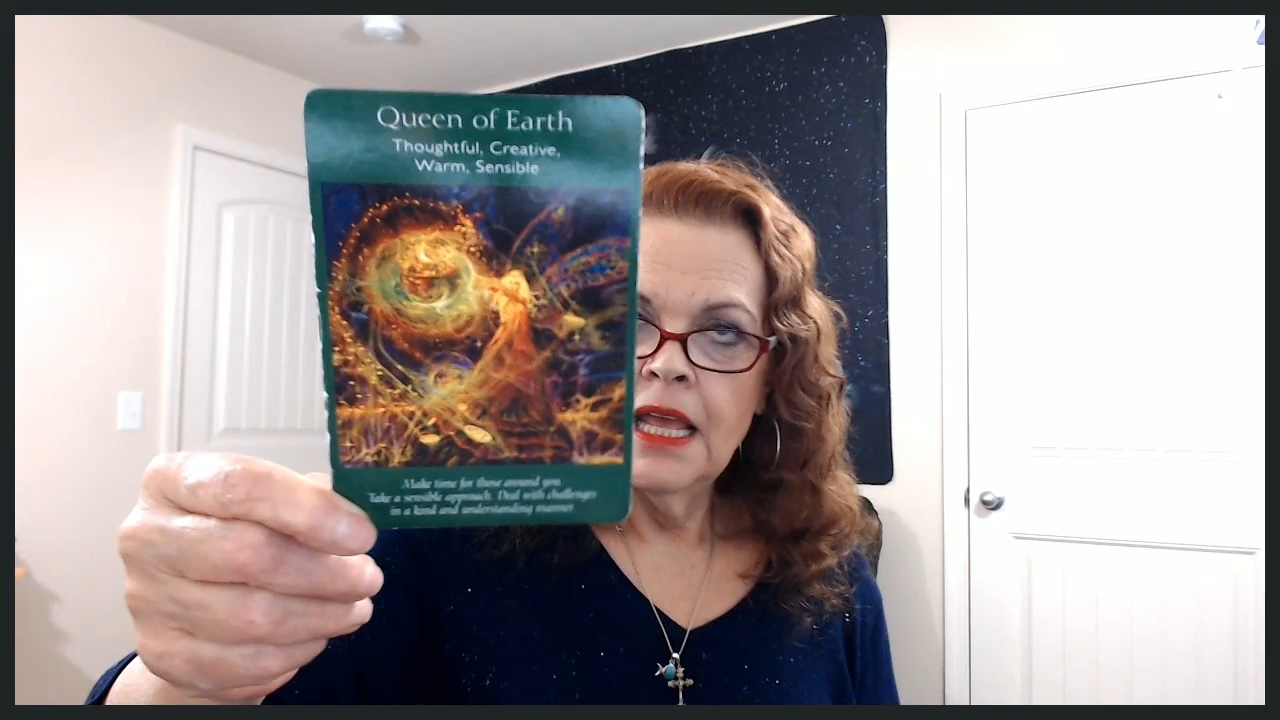 Queen of Earth
Thoughtful, Creative,
Warm, Sensible
Make time for those around you.
Take a sensible approach. Deal with challenges
in a kind and understanding manner.